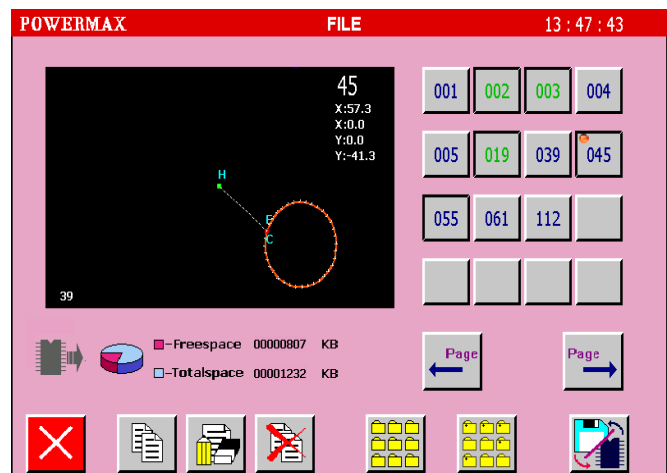 POWERMAX FILE 13:47:43
45
X:57.3
X:0.0
Y:0.0
Y:-41.3
H
E
C
39
001 002 003 004
005 019 039 045
055 061 112
-Freespace 00000807 KB
-Totalspace 00001232 KB
Page Page